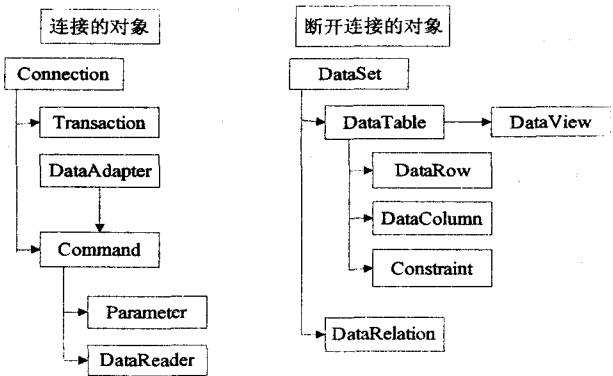 连接的对象
Connection
Transaction
DataAdapter
Command
Parameter
DataReader
断开连接的对象
DataSet
DataTable
DataView
DataRow
DataColumn
Constraint
DataRelation